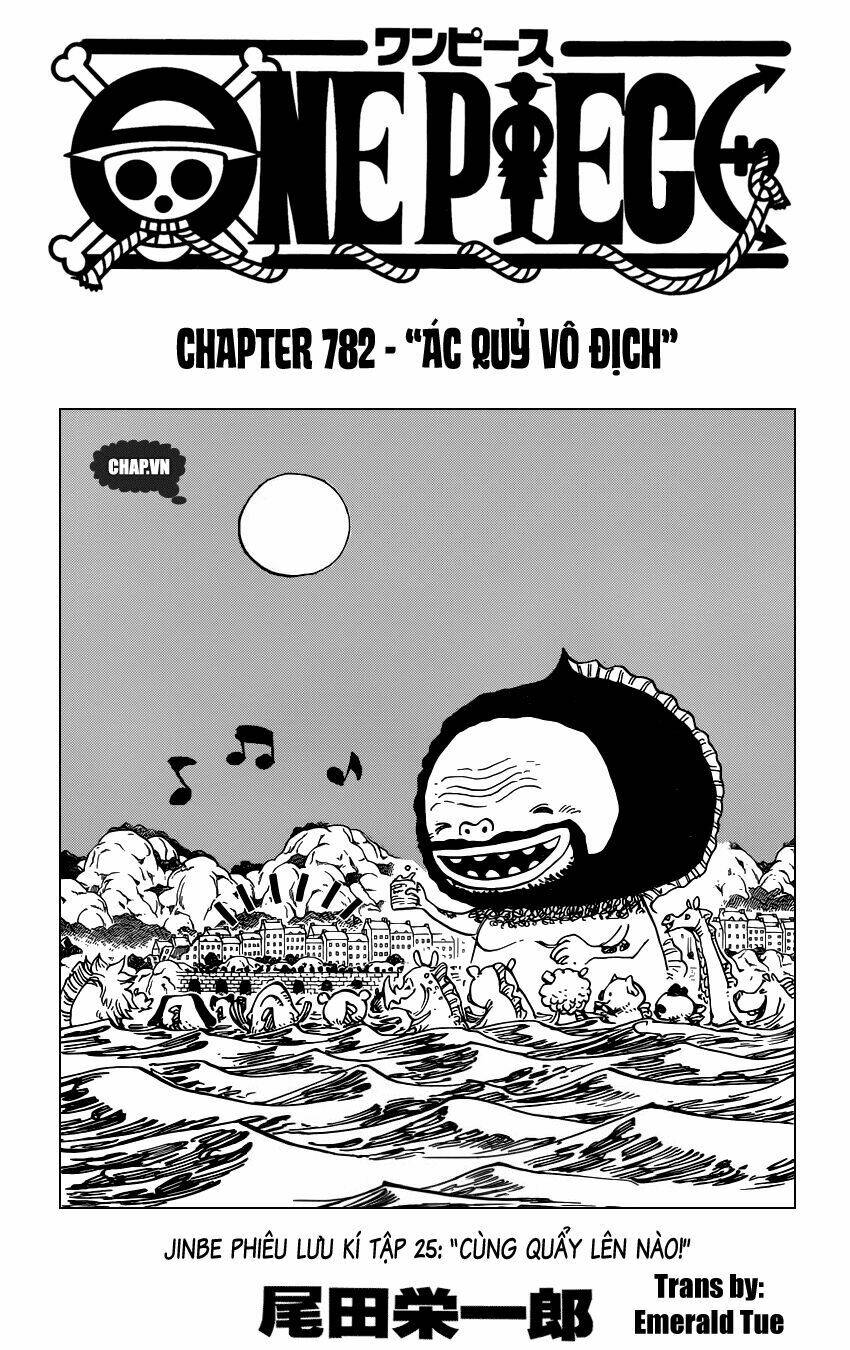 ワンピース
ONE PIECE
CHAPTER 782 - “ÁC QUỶ VÔ ĐỊCH”
CHAP.VN
JINBE PHIÊU LƯU KÍ TẬP 25: “CÙNG QUẨY LÊN NÀO!”
尾田栄一郎
Trans by:
Emerald Tue